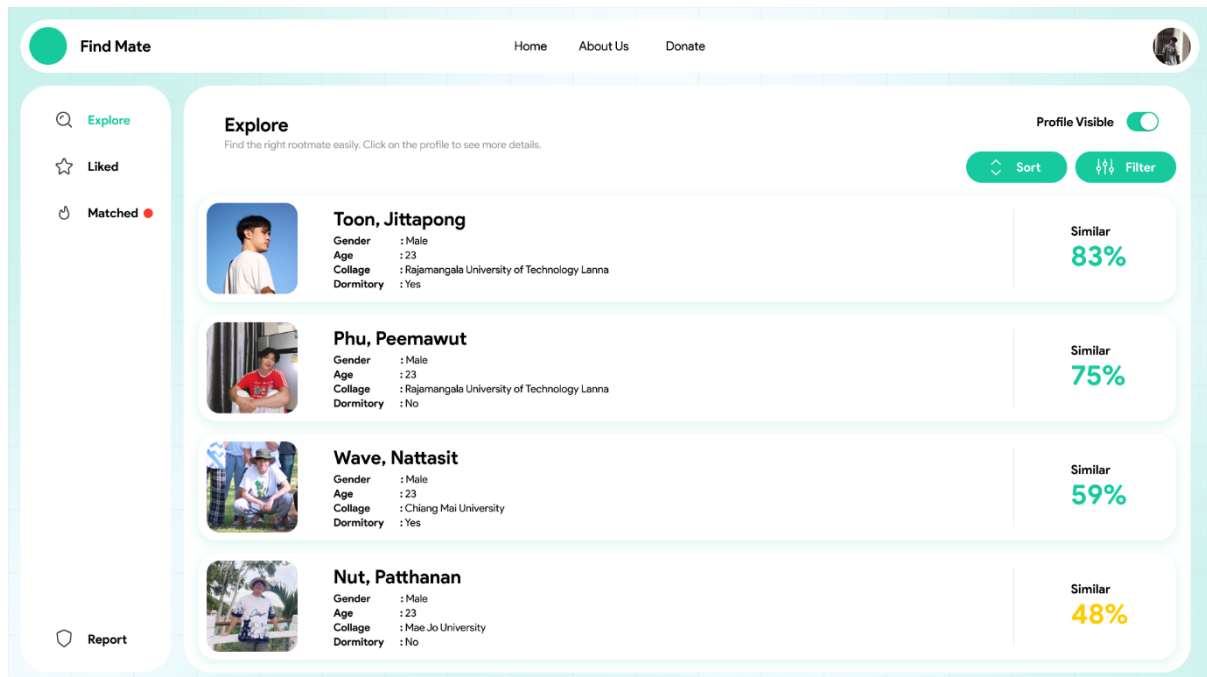 Find Mate
Home About Us Donate
Explore
Liked
Matched
Report
Explore
Find the right rootmate easily. Click on the profile to see more details.
Profile Visible
Sort
Filter
Toon, Jittapong
Gender : Male
Age : 23
Collage : Rajamangala University of Technology Lanna
Dormitory : Yes
Similar
83%
Phu, Peemawut
Gender : Male
Age : 23
Collage : Rajamangala University of Technology Lanna
Dormitory : No
Similar
75%
Wave, Nattasit
Gender : Male
Age : 23
Collage : Chiang Mai University
Dormitory : Yes
Similar
59%
Nut, Patthanan
Gender : Male
Age : 23
Collage : Mae Jo University
Dormitory : No
Similar
48%